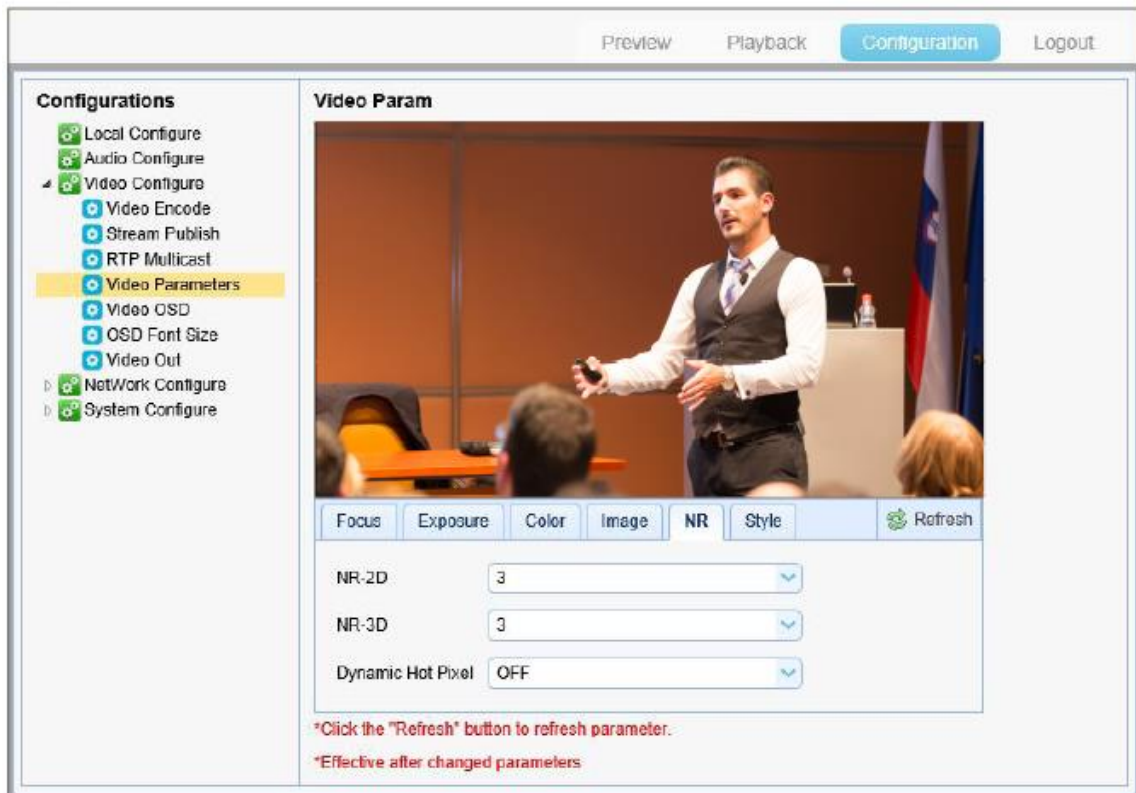 Preview Playback Configuration Logout
Configurations
Local Configure
Audio Configure
Video Configure
Video Encode
Stream Publish
RTP Multicast
Video Parameters
Video OSD
OSD Font Size
Video Out
NetWork Configure
System Configure
Video Param
Focus Exposure Color Image NR Style Refresh
NR-2D 3
NR-3D 3
Dynamic Hot Pixel OFF
*Click the "Refresh" button to refresh parameter.
*Effective after changed parameters